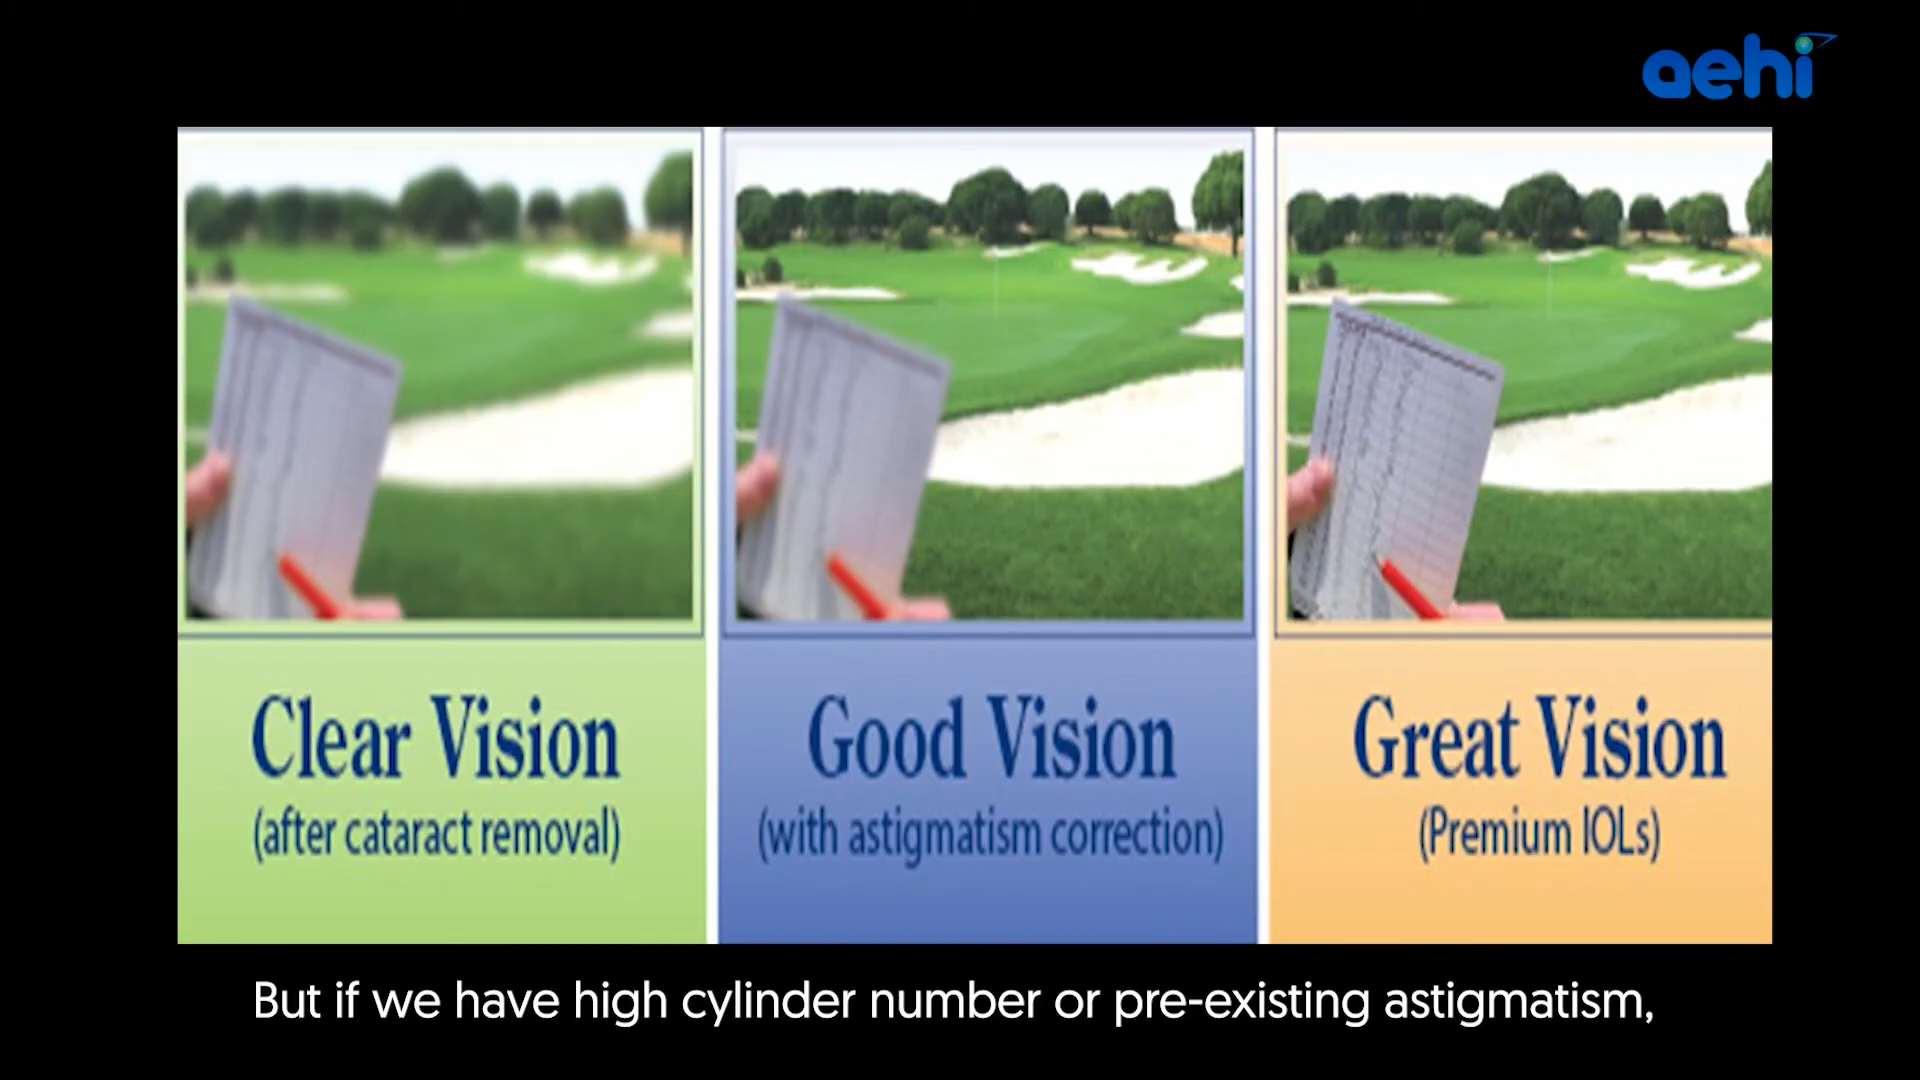 aehi
Clear Vision
(after cataract removal)
Good Vision
(with astigmatism correction)
Great Vision
(Premium IOLs)
But if we have high cylinder number or pre-existing astigmatism,